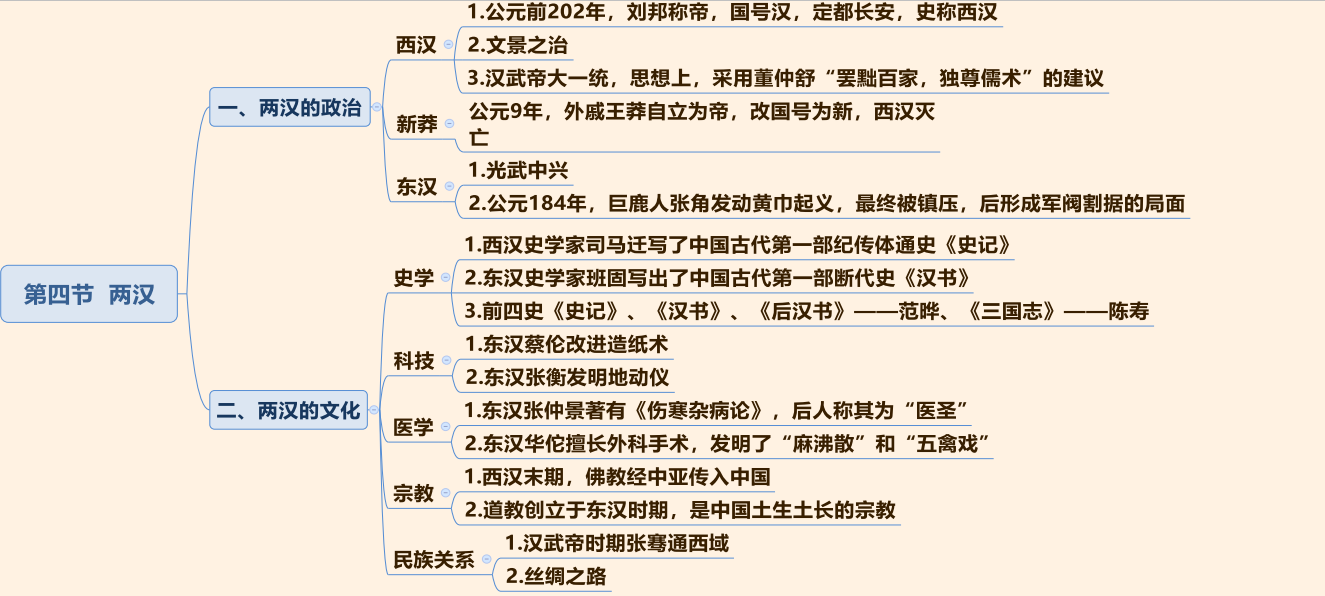 第四节 两汉
一、两汉的政治
西汉
1.公元前202年，刘邦称帝，国号汉，定都长安，史称西汉
2.文景之治
3.汉武帝大一统，思想上，采用董仲舒“罢黜百家，独尊儒术”的建议
新莽
公元9年，外戚王莽自立为帝，改国号为新，西汉灭
亡
东汉
1.光武中兴
2.公元184年，巨鹿人张角发动黄巾起义，最终被镇压，后形成军阀割据的局面
二、两汉的文化
史学
1.西汉史学家司马迁写了中国古代第一部纪传体通史《史记》
2.东汉史学家班固写出了中国古代第一部断代史《汉书》
3.前四史《史记》、《汉书》、《后汉书》——范晔、《三国志》——陈寿
科技
1.东汉蔡伦改进造纸术
2.东汉张衡发明地动仪
医学
1.东汉张仲景著有《伤寒杂病论》，后人称其为“医圣”
2.东汉华佗擅长外科手术，发明了“麻沸散”和“五禽戏”
宗教
1.西汉末期，佛教经中亚传入中国
2.道教创立于东汉时期，是中国土生土长的宗教
民族关系
1.汉武帝时期张骞通西域
2.丝绸之路